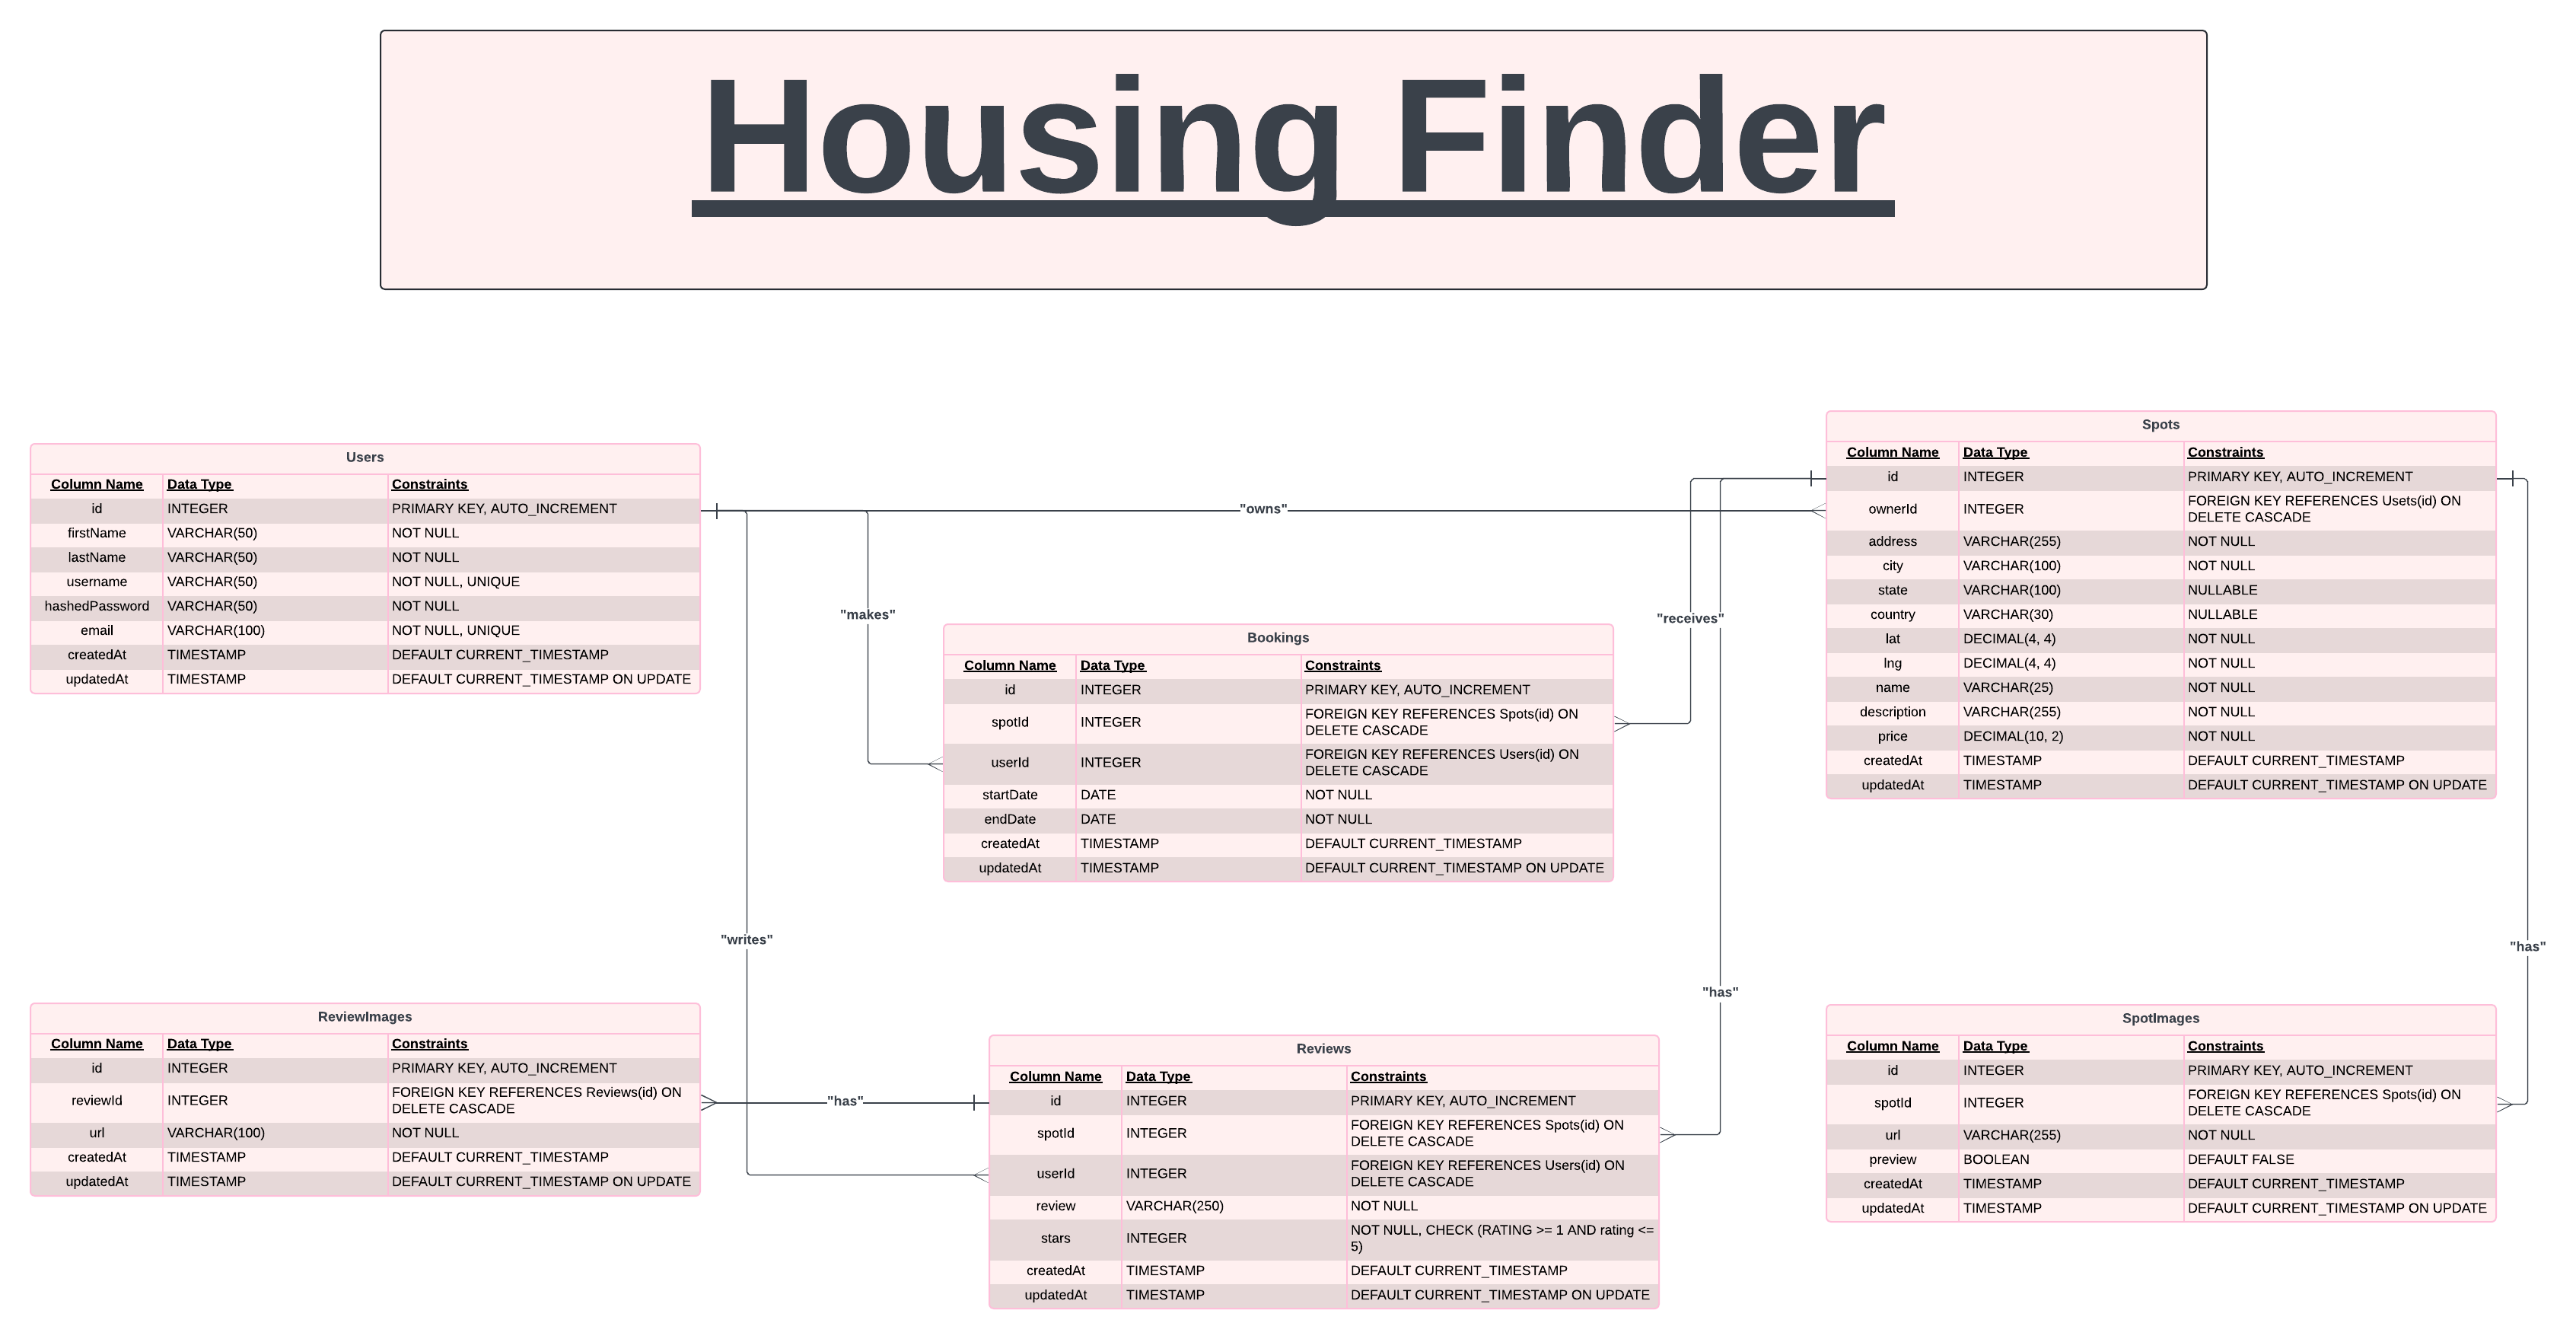 Housing Finder
Users
Column Name Data Type Constraints
id INTEGER PRIMARY KEY, AUTO_INCREMENT
firstName VARCHAR(50) NOT NULL
lastName VARCHAR(50) NOT NULL
username VARCHAR(50) NOT NULL, UNIQUE
hashedPassword VARCHAR(50) NOT NULL
email VARCHAR(100) NOT NULL, UNIQUE
createdAt TIMESTAMP DEFAULT CURRENT_TIMESTAMP
updatedAt TIMESTAMP DEFAULT CURRENT_TIMESTAMP ON UPDATE
"owns"
"makes"
"receives"
Spots
Column Name Data Type Constraints
id INTEGER PRIMARY KEY, AUTO_INCREMENT
ownerId INTEGER FOREIGN KEY REFERENCES Usets(id) ON
DELETE CASCADE
address VARCHAR(255) NOT NULL
city VARCHAR(100) NOT NULL
state VARCHAR(100) NULLABLE
country VARCHAR(30) NULLABLE
lat DECIMAL(4, 4) NOT NULL
lng DECIMAL(4, 4) NOT NULL
name VARCHAR(25) NOT NULL
description VARCHAR(255) NOT NULL
price DECIMAL(10, 2) NOT NULL
createdAt TIMESTAMP DEFAULT CURRENT_TIMESTAMP
updatedAt TIMESTAMP DEFAULT CURRENT_TIMESTAMP ON UPDATE
Bookings
Column Name Data Type Constraints
id INTEGER PRIMARY KEY, AUTO_INCREMENT
spotId INTEGER FOREIGN KEY REFERENCES Spots(id) ON
DELETE CASCADE
userId INTEGER FOREIGN KEY REFERENCES Users(id) ON
DELETE CASCADE
startDate DATE NOT NULL
endDate DATE NOT NULL
createdAt TIMESTAMP DEFAULT CURRENT_TIMESTAMP
updatedAt TIMESTAMP DEFAULT CURRENT_TIMESTAMP ON UPDATE
"writes"
"has"
"has"
ReviewImages
Column Name Data Type Constraints
id INTEGER PRIMARY KEY, AUTO_INCREMENT
reviewId INTEGER FOREIGN KEY REFERENCES Reviews(id) ON
DELETE CASCADE
url VARCHAR(100) NOT NULL
createdAt TIMESTAMP DEFAULT CURRENT_TIMESTAMP
updatedAt TIMESTAMP DEFAULT CURRENT_TIMESTAMP ON UPDATE
"has"
Reviews
Column Name Data Type Constraints
id INTEGER PRIMARY KEY, AUTO_INCREMENT
spotId INTEGER FOREIGN KEY REFERENCES Spots(id) ON
DELETE CASCADE
userId INTEGER FOREIGN KEY REFERENCES Users(id) ON
DELETE CASCADE
review VARCHAR(250) NOT NULL
stars INTEGER NOT NULL, CHECK (RATING >= 1 AND rating <=
5)
createdAt TIMESTAMP DEFAULT CURRENT_TIMESTAMP
updatedAt TIMESTAMP DEFAULT CURRENT_TIMESTAMP ON UPDATE
SpotImages
Column Name Data Type Constraints
id INTEGER PRIMARY KEY, AUTO_INCREMENT
spotId INTEGER FOREIGN KEY REFERENCES Spots(id) ON
DELETE CASCADE
url VARCHAR(255) NOT NULL
preview BOOLEAN DEFAULT FALSE
createdAt TIMESTAMP DEFAULT CURRENT_TIMESTAMP
updatedAt TIMESTAMP DEFAULT CURRENT_TIMESTAMP ON UPDATE